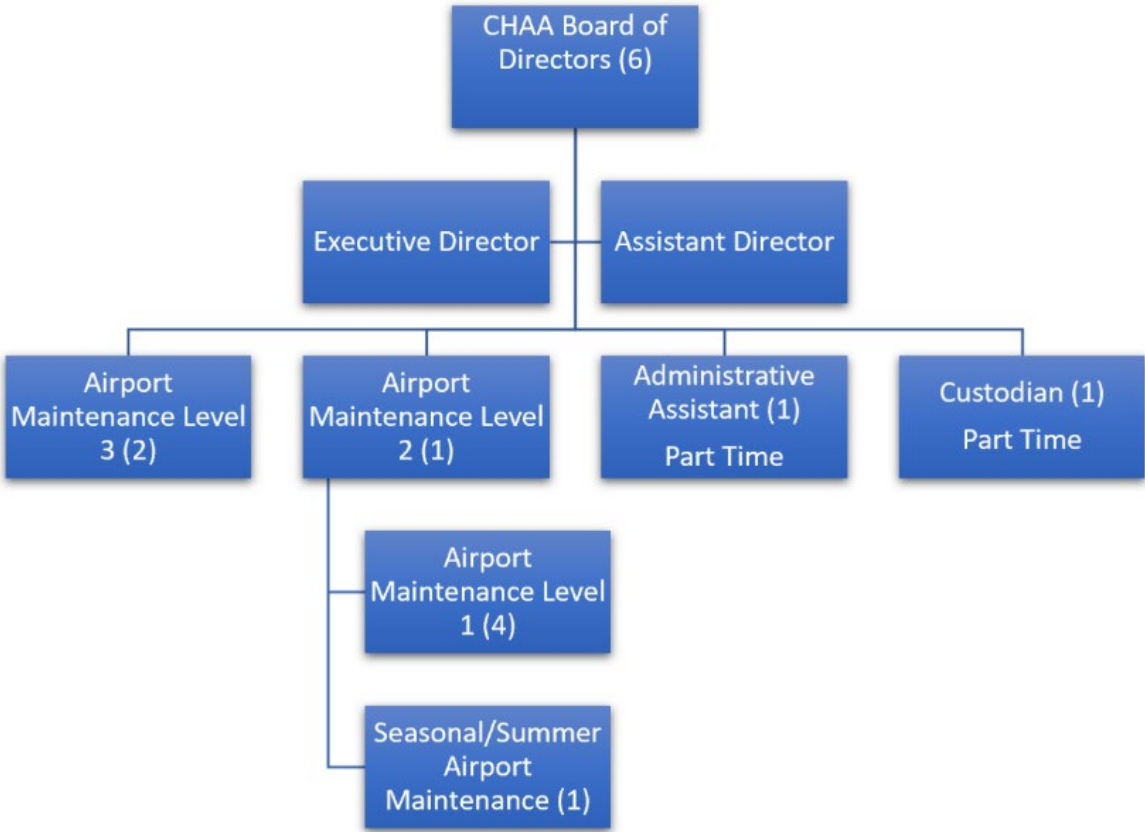 CHAA Board of
Directors (6)
Executive Director
Assistant Director
Airport
Maintenance Level
3 (2)
Airport
Maintenance Level
2 (1)
Administrative
Assistant (1)
Part Time
Custodian (1)
Part Time
Airport
Maintenance Level
1 (4)
Seasonal/Summer
Airport
Maintenance (1)